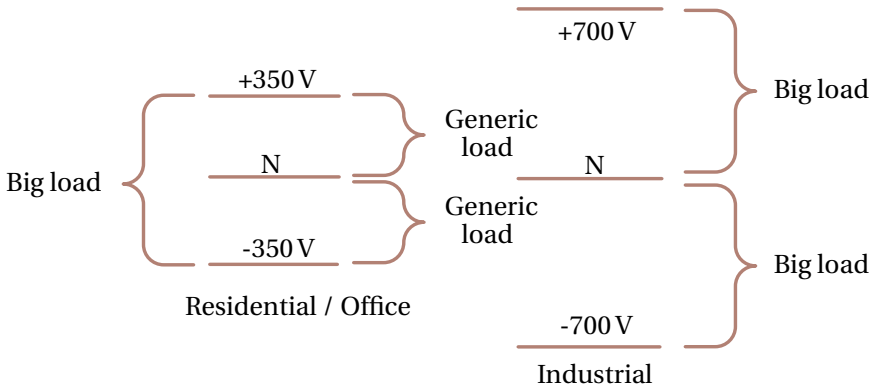 +700 V
+350 V
Big load
Generic
load
N
N
Big load
Generic
load
-350 V
Big load
Residential / Office
-700 V
Industrial